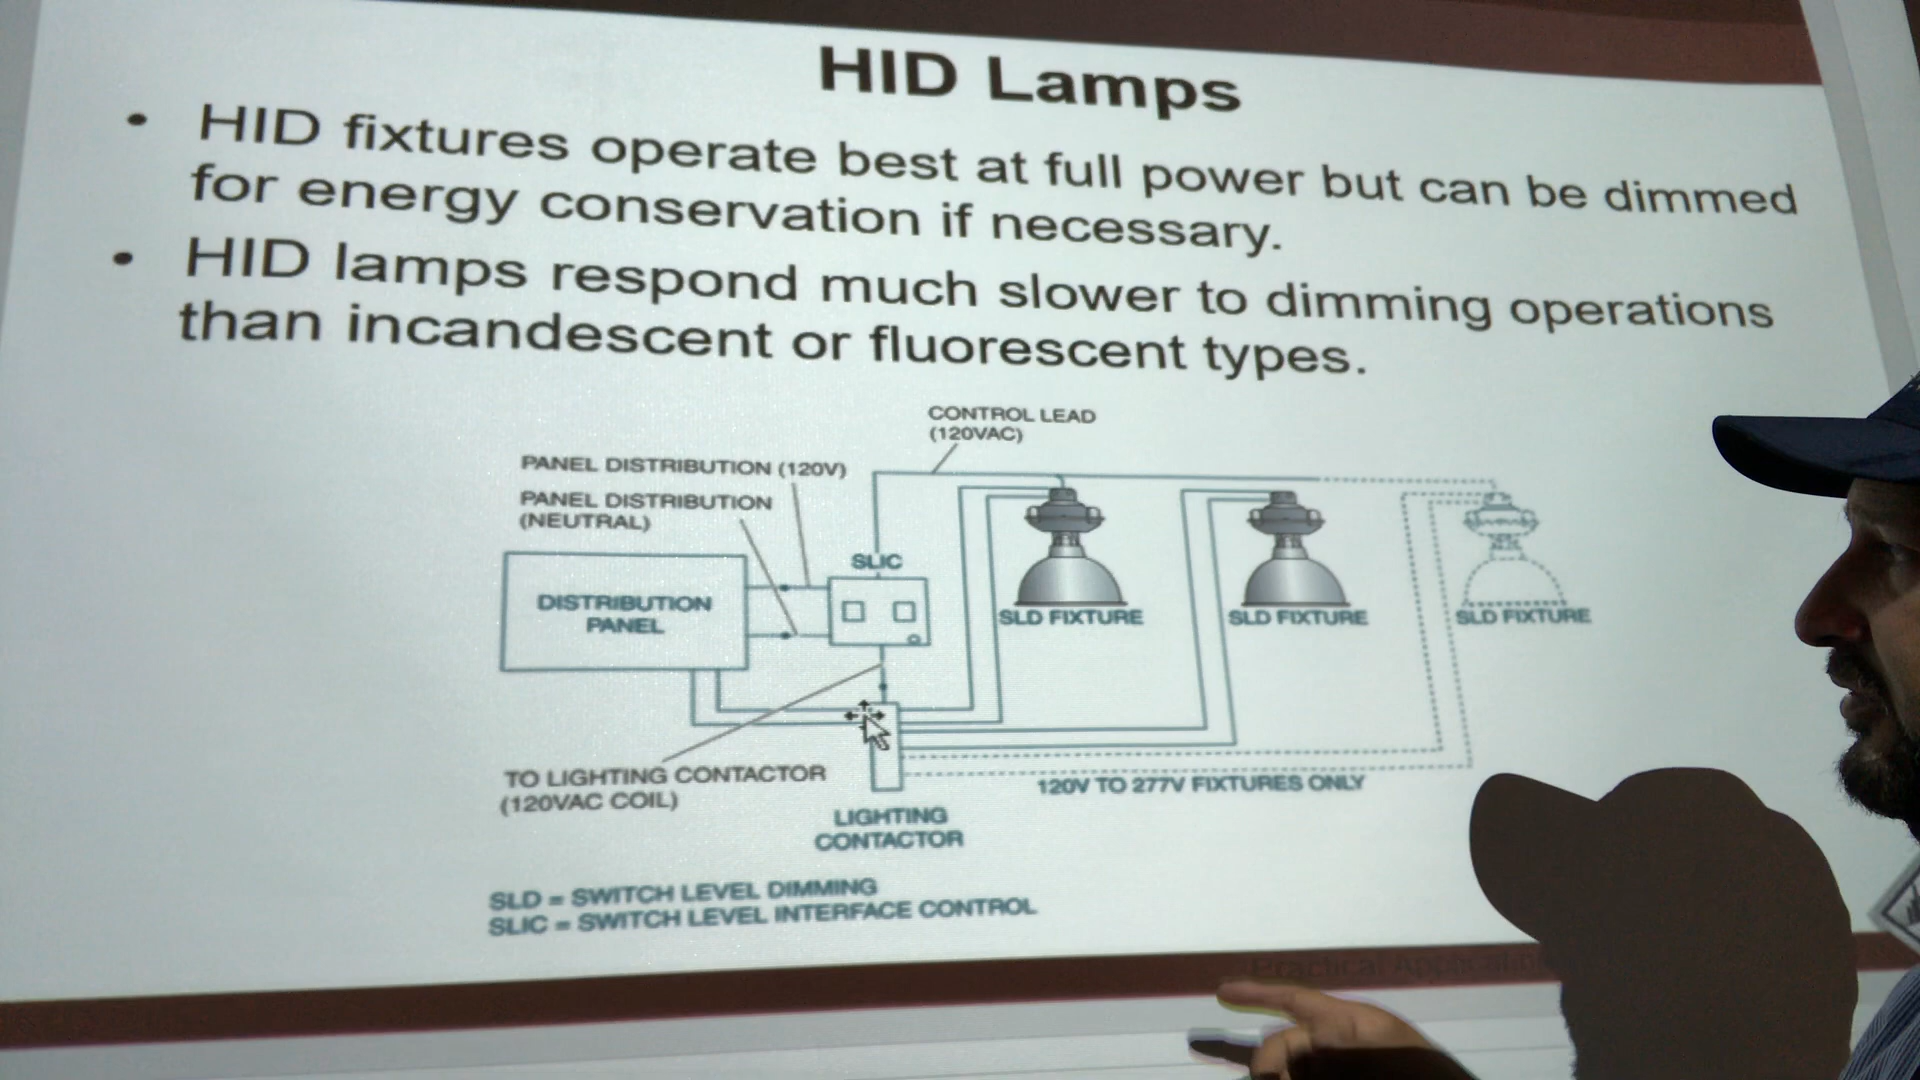 HID Lamps
• HID fixtures operate best at full power but can be dimmed
for energy conservation if necessary.
• HID lamps respond much slower to dimming operations
than incandescent or fluorescent types.
CONTROL LEAD
(120VAC)
PANEL DISTRIBUTION (120V)
PANEL DISTRIBUTION
(NEUTRAL)
SLIC
DISTRIBUTION
PANEL
SLD FIXTURE
SLD FIXTURE
SLD FIXTURE
TO LIGHTING CONTACTOR
(120VAC COIL)
120V TO 277V FIXTURES ONLY
LIGHTING
CONTACTOR
SLD = SWITCH LEVEL DIMMING
SLIC = SWITCH LEVEL INTERFACE CONTROL
Practical